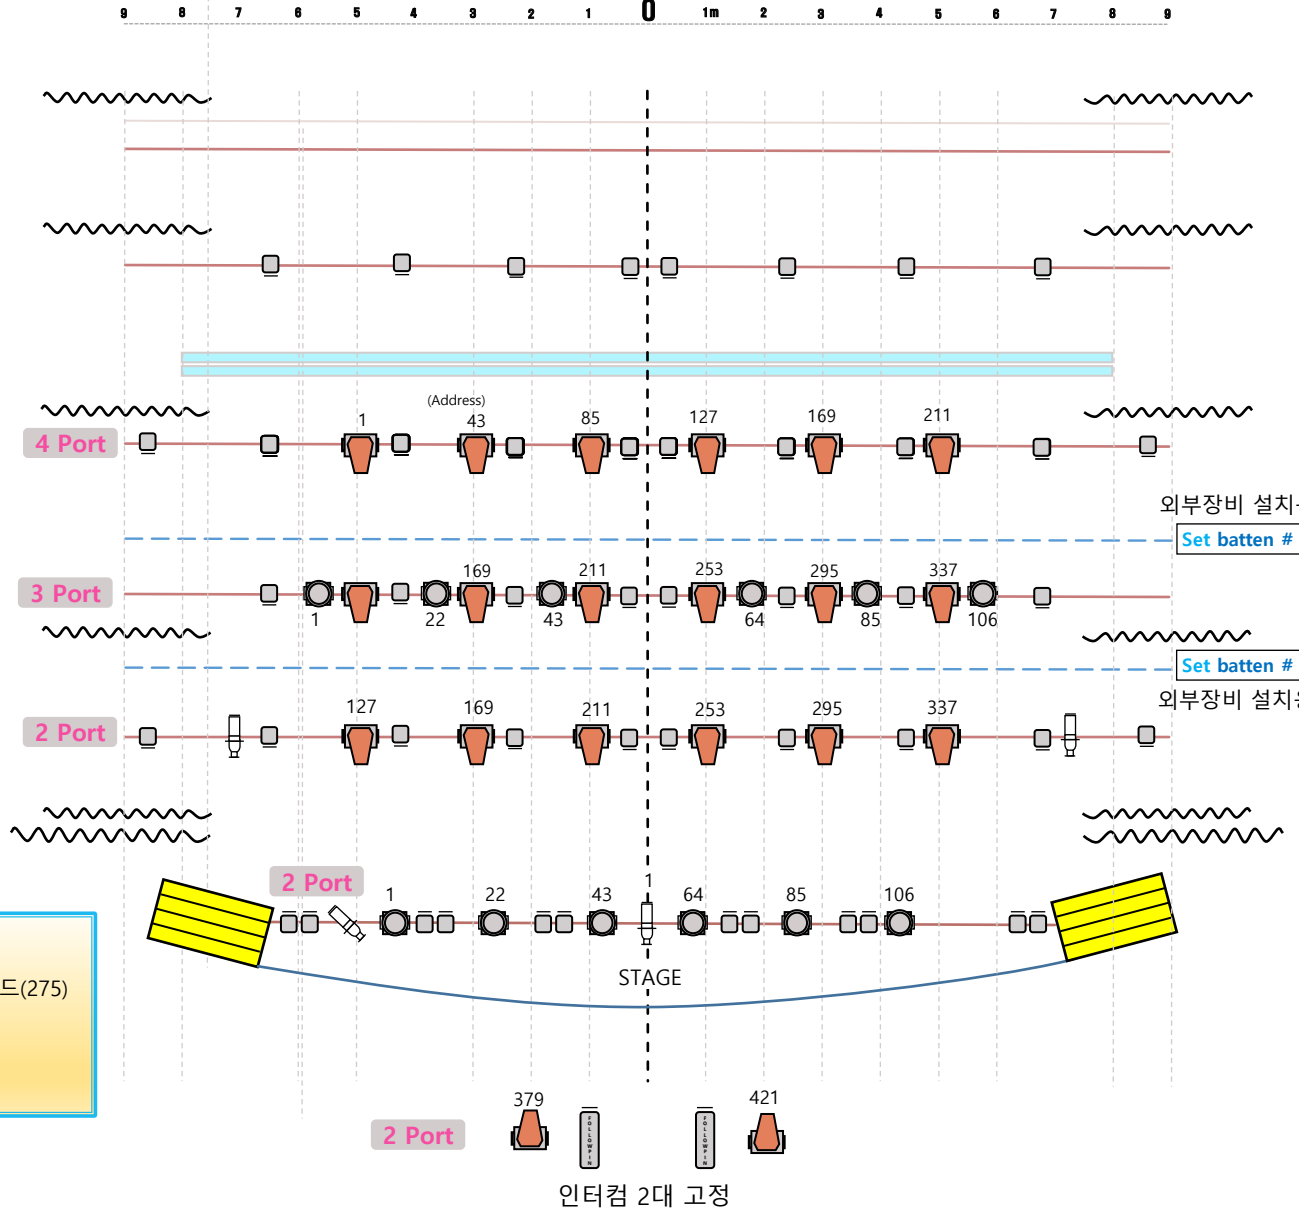 9 8 7 6 5 4 3 2 1 0 1m 2 3 4 5 6 7 8 9
(Address)
1 43 85 127 169 211
4 Port
외부장비 설치
Set batten #
169 211 253 295 337
3 Port
1 22 43 64 85 106
Set batten #
외부장비 설치
127 169 211 253 295 337
2 Port
2 Port
1
1 22 43 64 85 106
STAGE
드(275)
379 421
2 Port
FOLLOWPIN FOLLOWPIN
인터컴 2대 고정